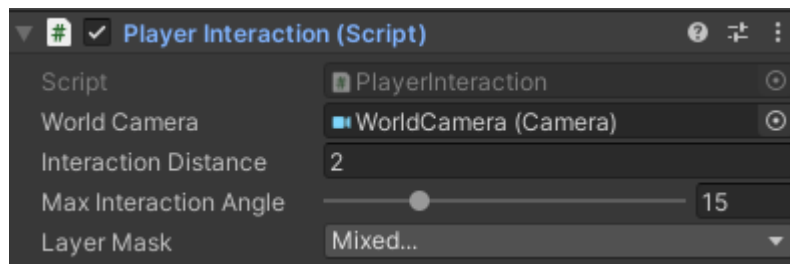 # Player Interaction (Script)
Script # PlayerInteraction
World Camera WorldCamera (Camera)
Interaction Distance 2
Max Interaction Angle 15
Layer Mask Mixed...